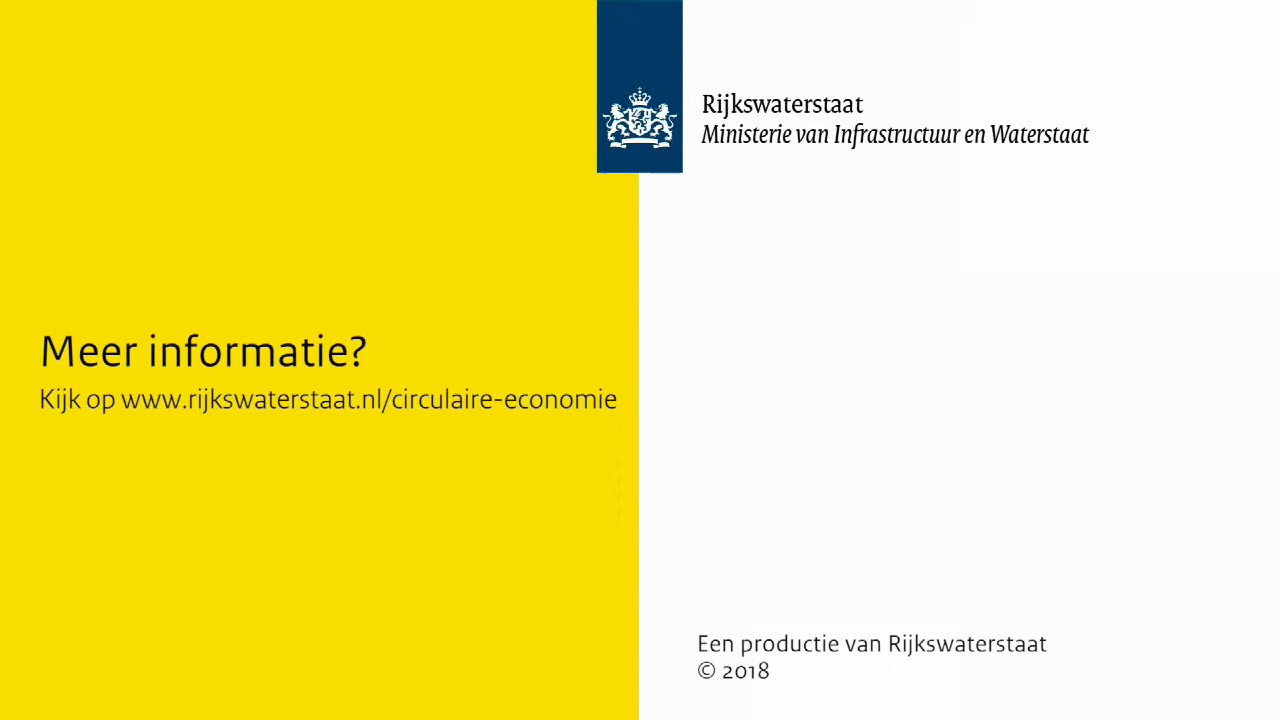 Rijkswaterstaat
Ministerie van Infrastructuur en Waterstaat
Meer informatie?
Kijk op www.rijkswaterstaat.nl/circulaire-economie
Een productie van Rijkswaterstaat
© 2018